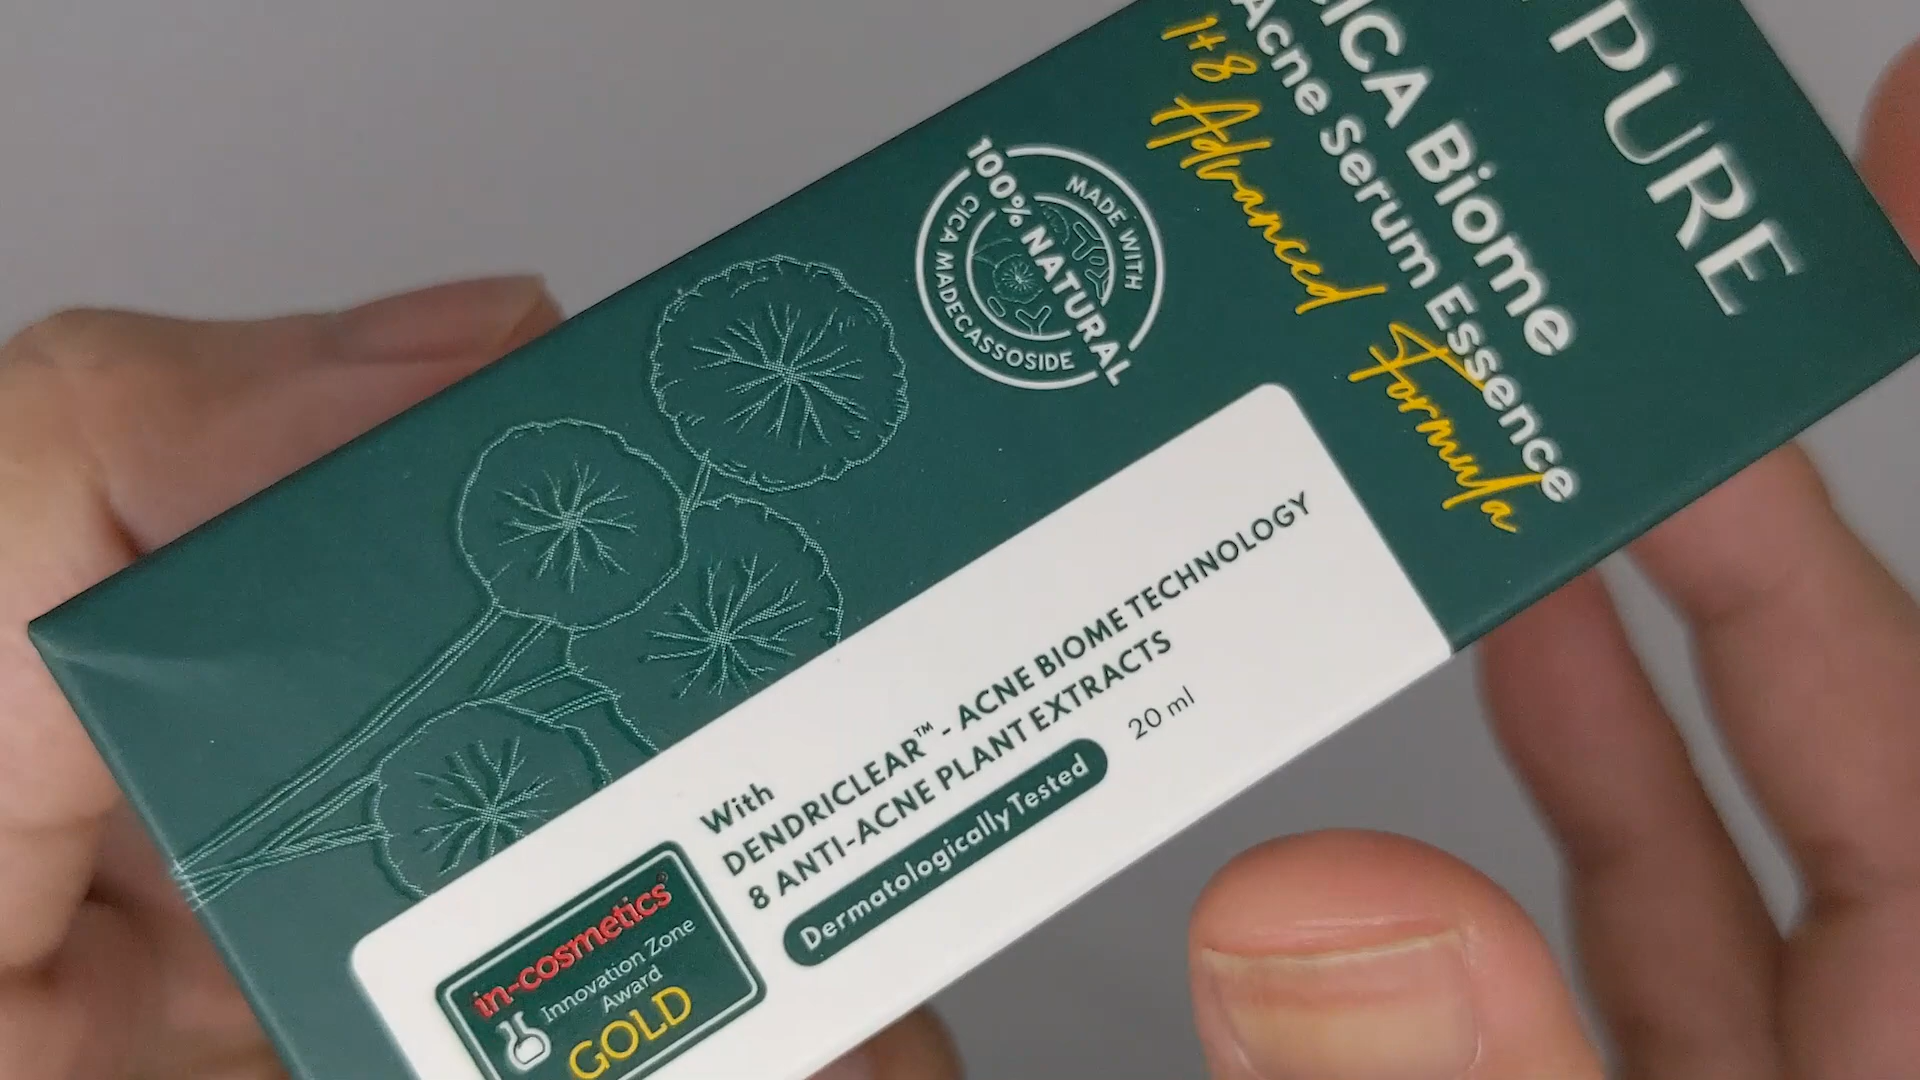 PURE
CICA Biome
Acne Serum Essence
1+8 Advanced Formula
100% NATURAL
MADE WITH
CICA MADECASSOSIDE
With
DENDRICLEAR™ - ACNE BIOME TECHNOLOGY
8 ANTI-ACNE PLANT EXTRACTS
Dermatologically Tested
20 ml
in-cosmetics®
Innovation Zone
Award
GOLD